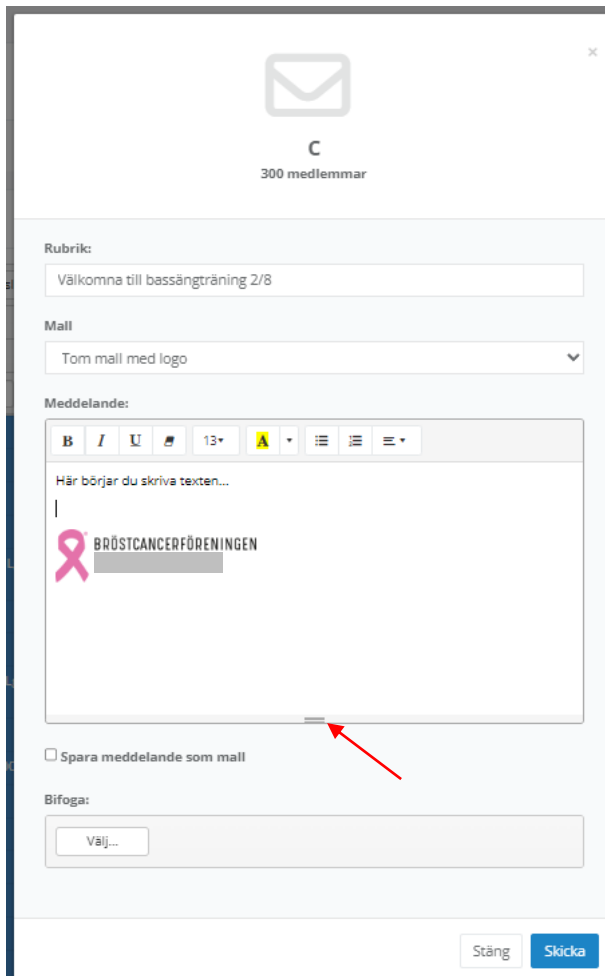 ×
C
300 medlemmar
Rubrik:
Välkomna till bassängträning 2/8
Mall
Tom mall med logo
Meddelande:
B I U 13 A
Här börjar du skriva texten...
BRÖSTCANCERFÖRENINGEN
Spara meddelande som mall
Bifoga:
Välj...
Stäng Skicka